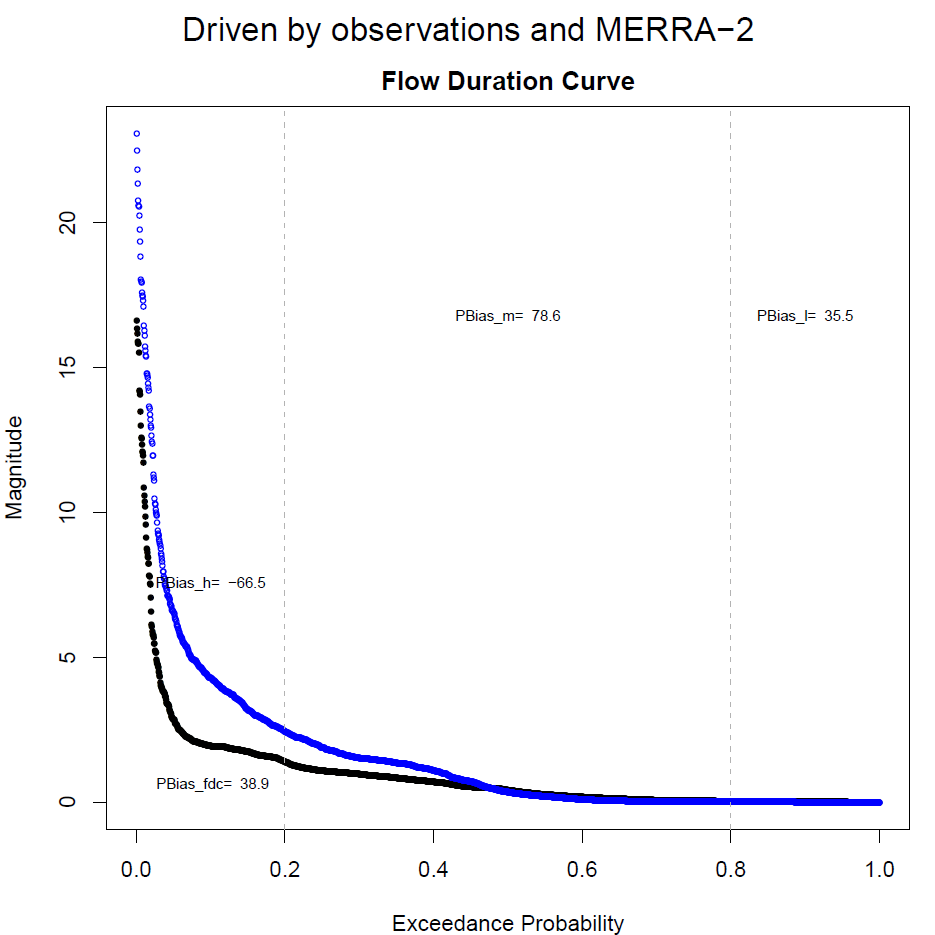 Driven by observations and MERRA−2
Flow Duration Curve
Magnitude
20
15
10
5
0
PBias_m= 78.6
PBias_l= 35.5
PBias_h= −66.5
PBias_fdc= 38.9
0.0 0.2 0.4 0.6 0.8 1.0
Exceedance Probability